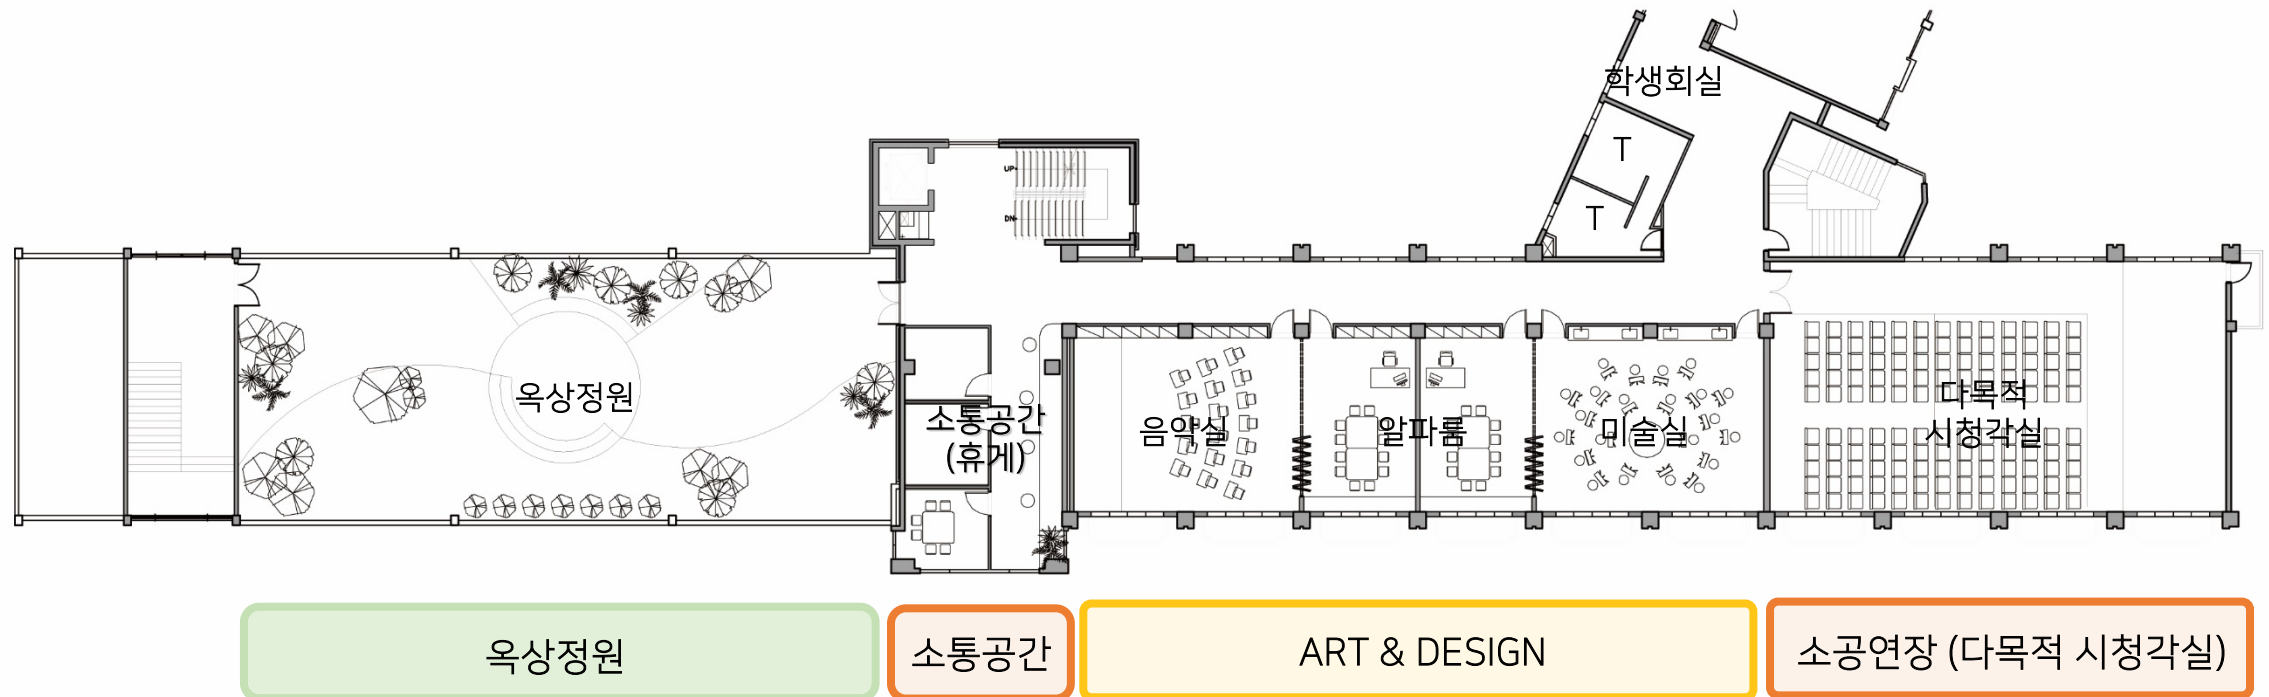 학생회실
T
T
UP
DN
옥상정원
소통공간
(휴게)
음악실
알파룸
미술실
다목적
시청각실
옥상정원
소통공간
ART & DESIGN
소공연장 (다목적 시청각실)